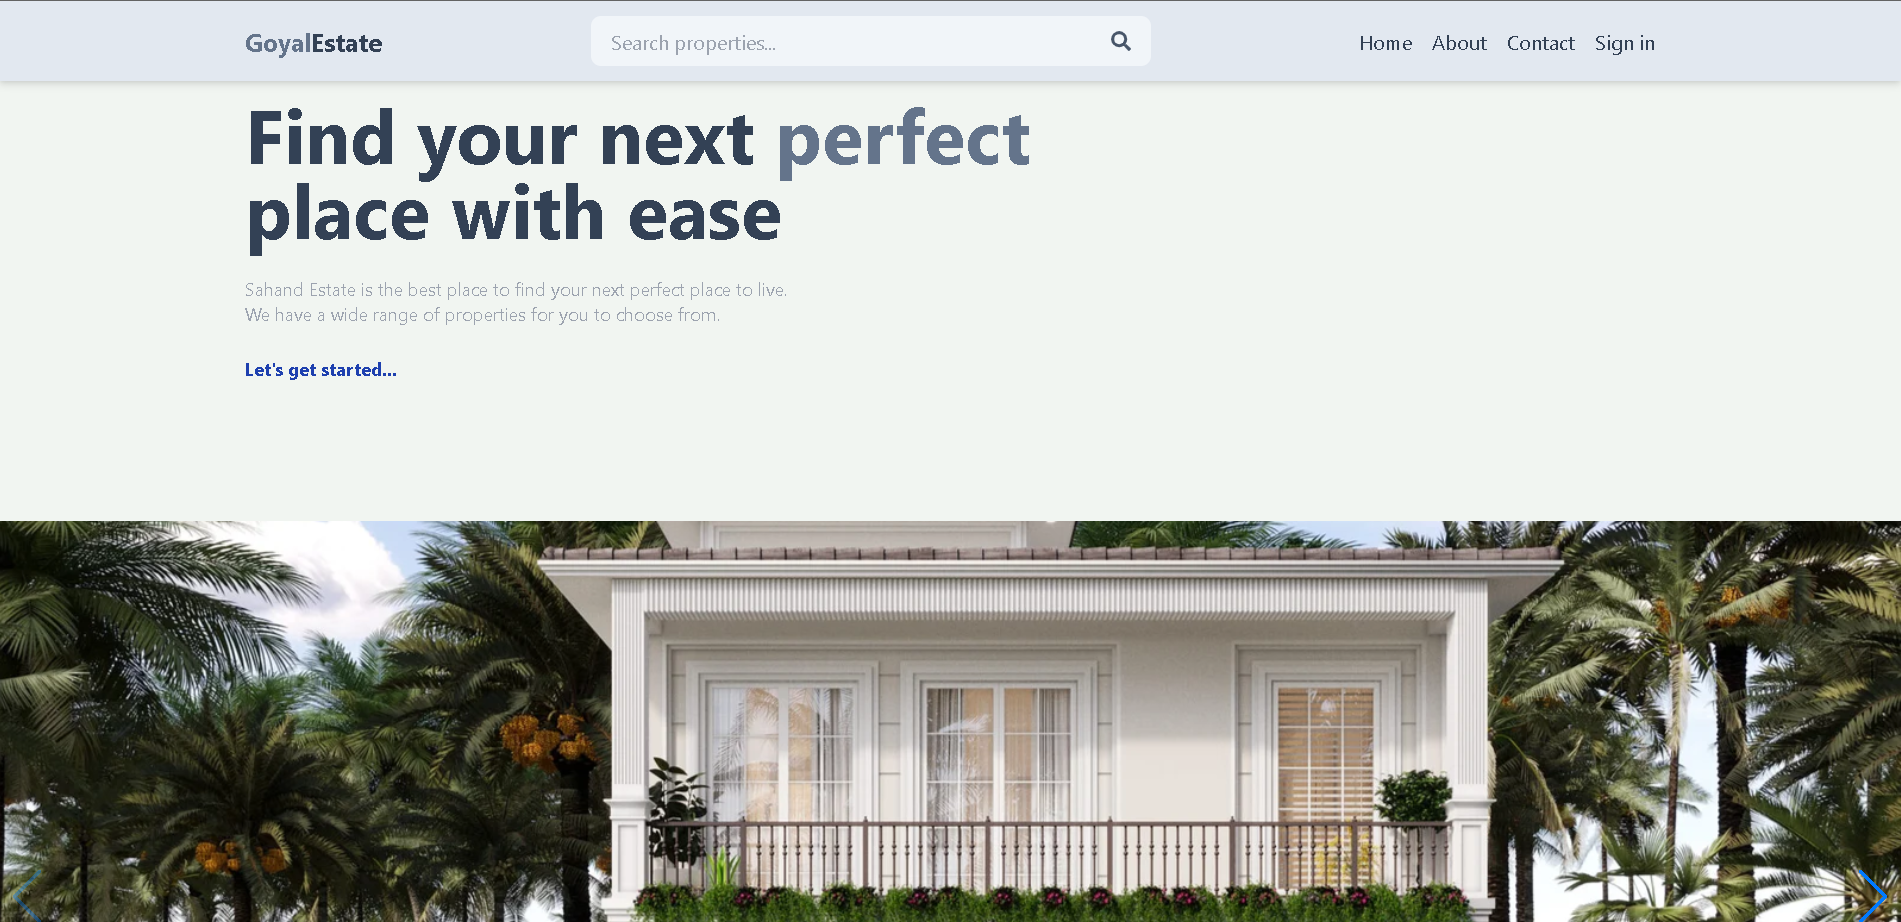 GoyalEstate
Search properties...
Home About Contact Sign in
Find your next perfect
place with ease
Sahand Estate is the best place to find your next perfect place to live.
We have a wide range of properties for you to choose from.
Let's get started...